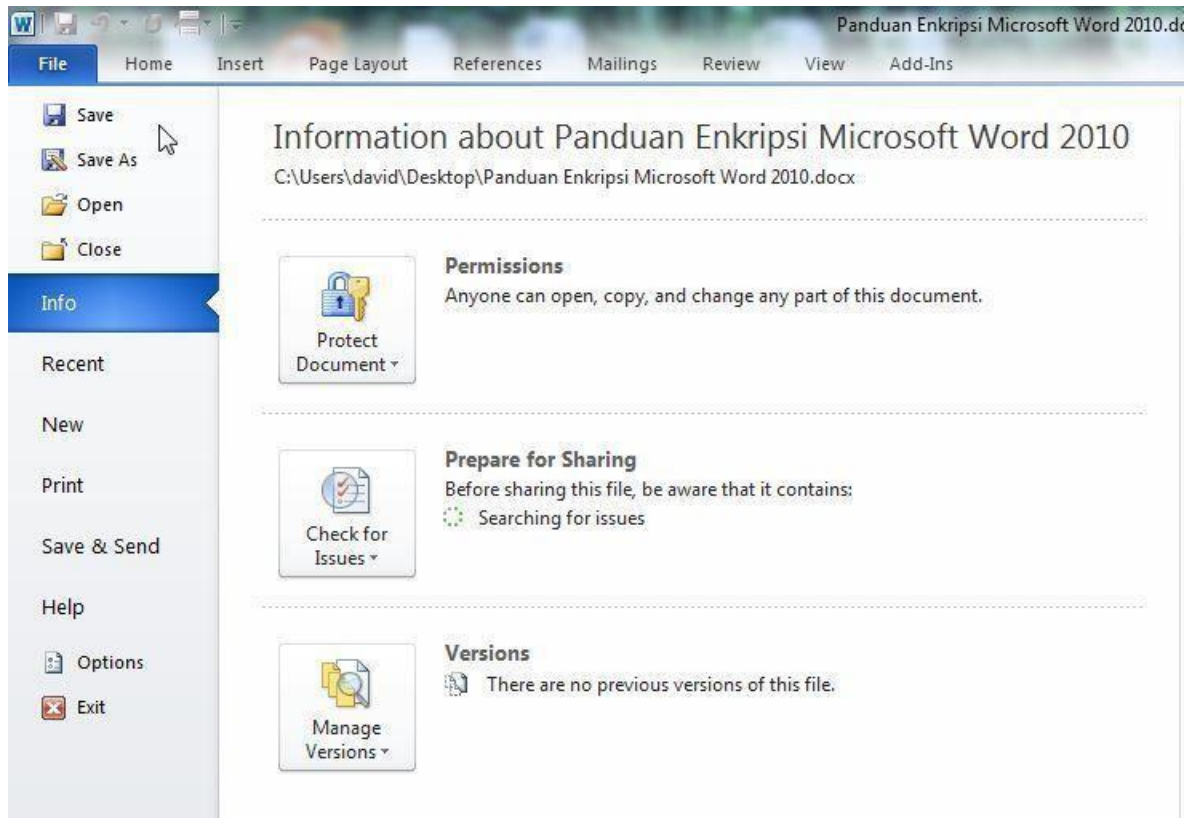 W
Panduan Enkripsi Microsoft Word 2010.do
File Home Insert Page Layout References Mailings Review View Add-Ins
Save
Save As
Open
Close
Info
Recent
New
Print
Save & Send
Help
Options
Exit
Information about Panduan Enkripsi Microsoft Word 2010
C:\Users\david\Desktop\Panduan Enkripsi Microsoft Word 2010.docx
Protect
Document
Permissions
Anyone can open, copy, and change any part of this document.
Check for
Issues
Prepare for Sharing
Before sharing this file, be aware that it contains:
Searching for issues
Manage
Versions
Versions
There are no previous versions of this file.